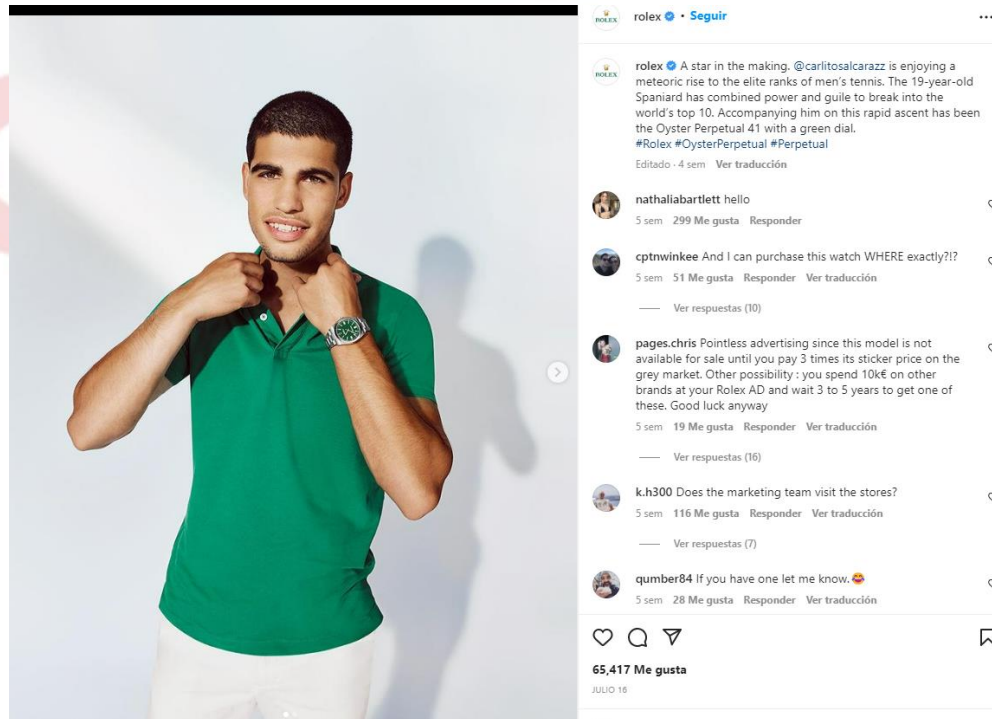 ROLEX
rolex • Seguir
ROLEX
rolex A star in the making. @carlitosalcarazz is enjoying a
meteoric rise to the elite ranks of men's tennis. The 19-year-old
Spaniard has combined power and guile to break into the
world's top 10. Accompanying him on this rapid ascent has been
the Oyster Perpetual 41 with a green dial.
#Rolex #OysterPerpetual #Perpetual
Editado · 4 sem Ver traducción
nathaliabartlett hello
5 sem 299 Me gusta Responder
cptnwinkee And I can purchase this watch WHERE exactly?!?
5 sem 51 Me gusta Responder Ver traducción
Ver respuestas (10)
pages.chris Pointless advertising since this model is not
available for sale until you pay 3 times its sticker price on the
grey market. Other possibility : you spend 10k€ on other
brands at your Rolex AD and wait 3 to 5 years to get one of
these. Good luck anyway
5 sem 19 Me gusta Responder Ver traducción
Ver respuestas (16)
k.h300 Does the marketing team visit the stores?
5 sem 116 Me gusta Responder Ver traducción
Ver respuestas (7)
qumber84 If you have one let me know. 😂
5 sem 28 Me gusta Responder Ver traducción
65,417 Me gusta
JULIO 16